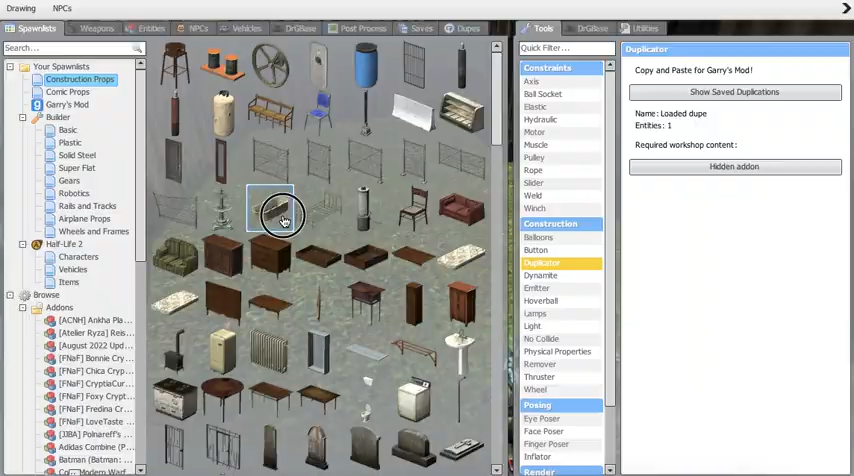 Drawing NPCs
Spawnlists Weapons Entities NPCs Vehicles DrGBase Post Process Saves Dupes
Search...
Your Spawnlists
Construction Props
Comic Props
Garry's Mod
Builder
Basic
Plastic
Solid Steel
Super Flat
Gears
Robotics
Rails and Tracks
Airplane Props
Wheels and Frames
Half-Life 2
Characters
Vehicles
Items
Browse
Addons
[ACNH] Ankha Pla...
[Atelier Ryza] Reis...
[August 2022 Upd...
[FNaF] Bonnie Cry...
[FNaF] Chica Cryp...
[FNaF] CryptiaCur...
[FNaF] Foxy Crypt...
[FNaF] Fredina Cr...
[FNaF] LoveTaste ...
[JJBA] Polnareff's ...
Adidas Combine (P...
Batman (Batman: ...
Tools DrGBase Utilities
Quick Filter...
Constraints
Axis
Ball Socket
Elastic
Hydraulic
Motor
Muscle
Pulley
Rope
Slider
Weld
Winch
Construction
Balloons
Button
Duplicator
Dynamite
Emitter
Hoverball
Lamps
Light
No Collide
Physical Properties
Remover
Thruster
Wheel
Posing
Eye Poser
Face Poser
Finger Poser
Inflator
Render
Duplicator
Copy and Paste for Garry's Mod!
Show Saved Duplications
Name: Loaded dupe
Entities: 1
Required workshop content:
Hidden addon